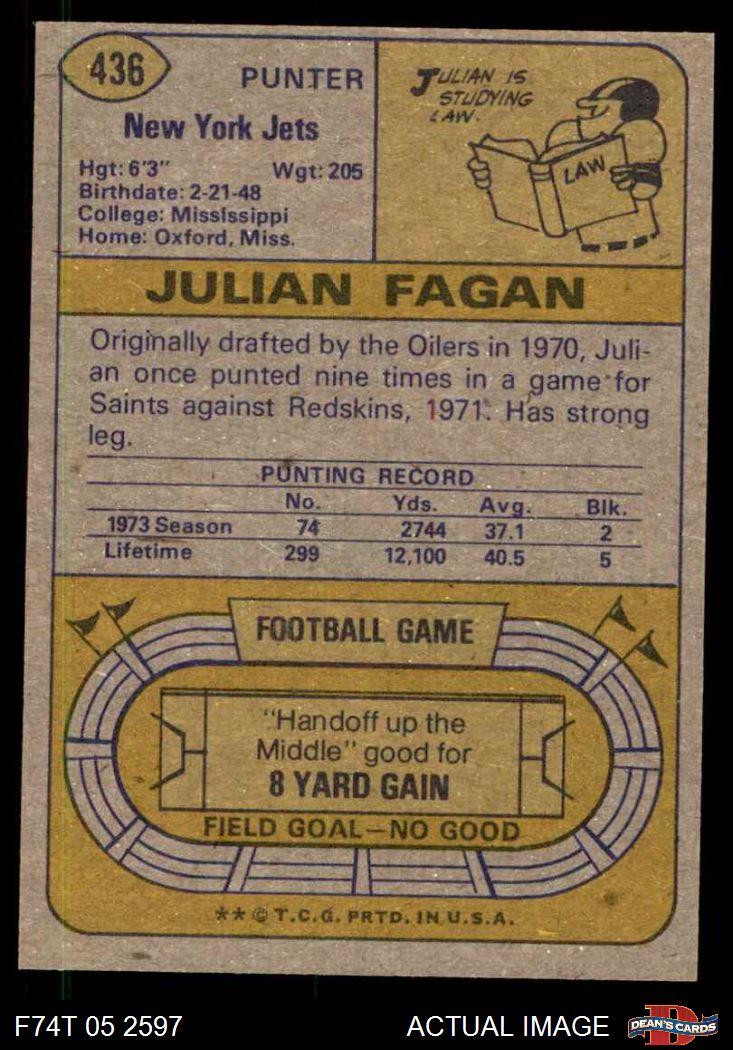 436
PUNTER
New York Jets
Hgt: 6'3" Wgt: 205
Birthdate: 2-21-48
College: Mississippi
Home: Oxford, Miss.
JULIAN IS
STUDYING
LAW.
LAW
JULIAN FAGAN
Originally drafted by the Oilers in 1970, Juli-
an once punted nine times in a game for
Saints against Redskins, 1971. Has strong
leg.
PUNTING RECORD
No. Yds. Avg. Blk.
1973 Season 74 2744 37.1 2
Lifetime 299 12,100 40.5 5
FOOTBALL GAME
"Handoff up the
Middle" good for
8 YARD GAIN
FIELD GOAL—NO GOOD
** © T.C.G. PRTD. IN U.S.A.
F74T 05 2597 ACTUAL IMAGE
DEAN'S CARDS